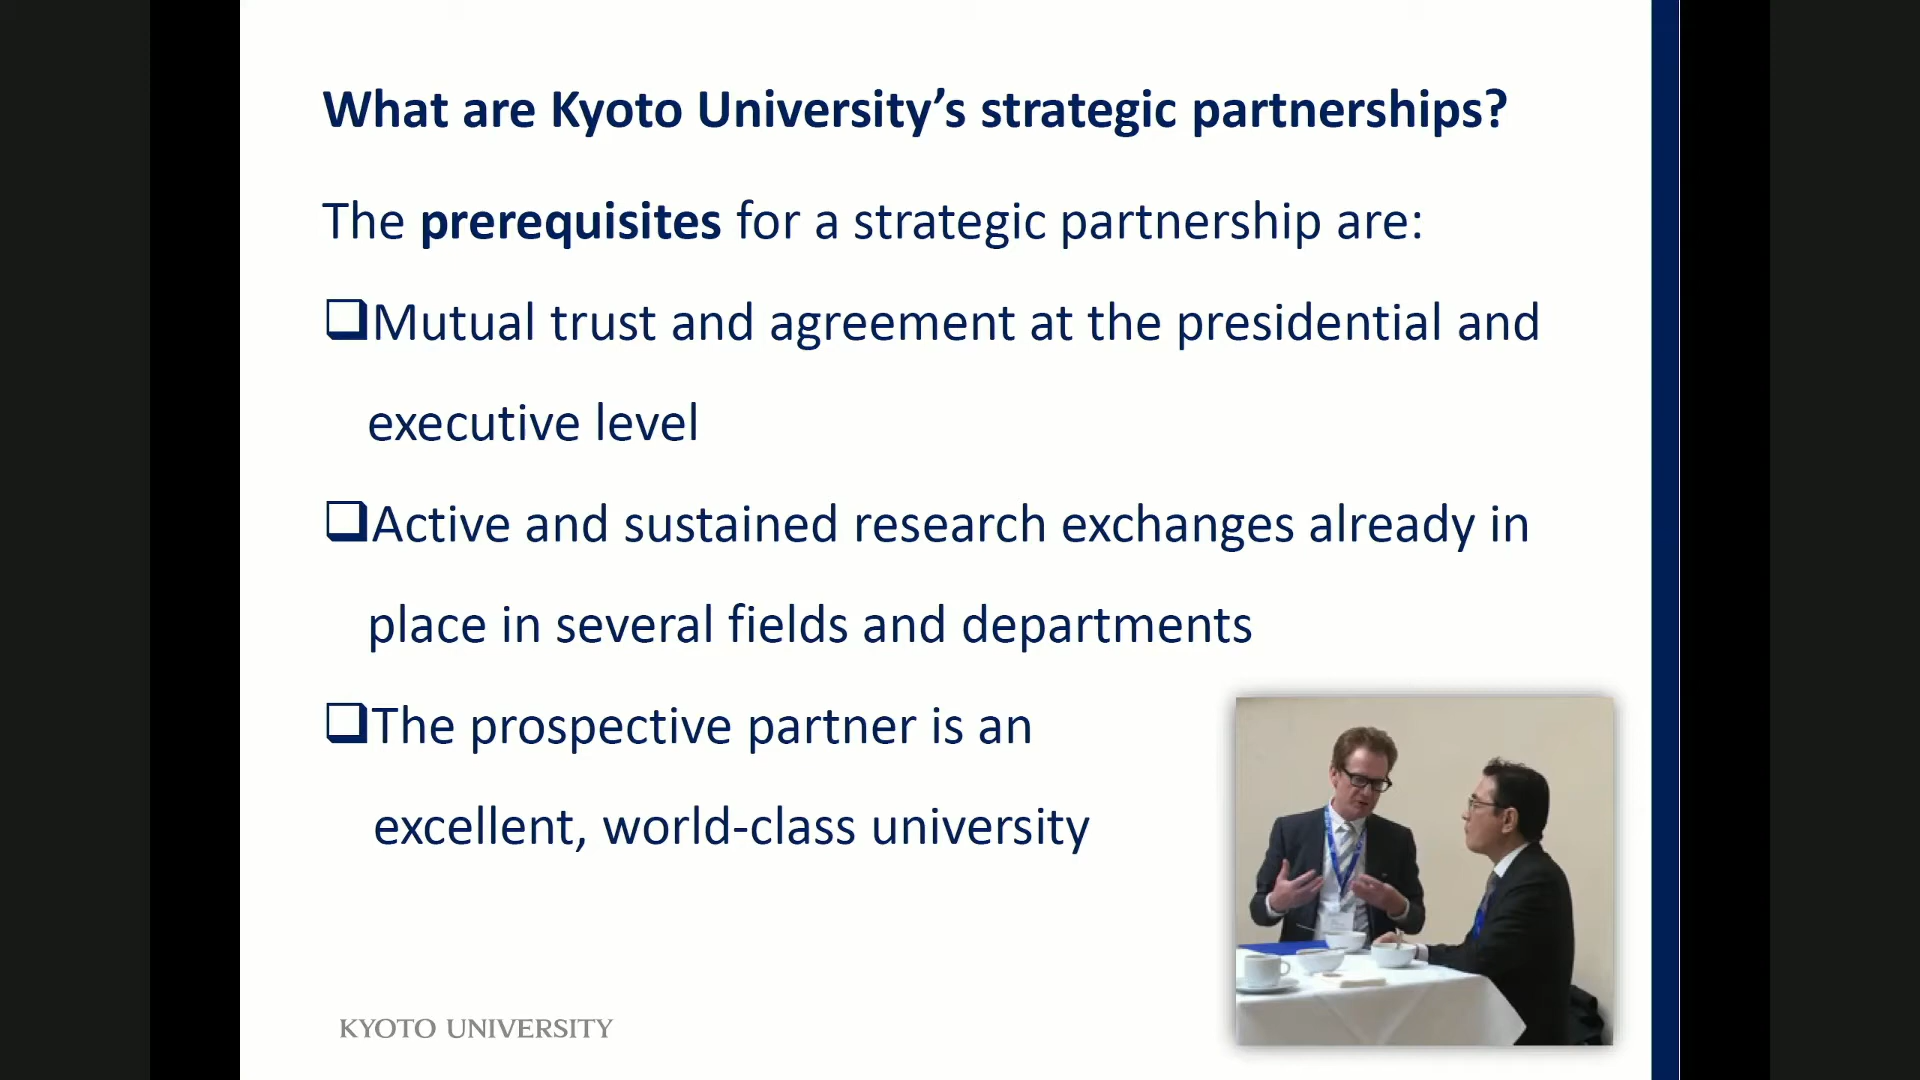 What are Kyoto University’s strategic partnerships?
The prerequisites for a strategic partnership are:
❑Mutual trust and agreement at the presidential and
executive level
❑Active and sustained research exchanges already in
place in several fields and departments
❑The prospective partner is an
excellent, world-class university
KYOTO UNIVERSITY